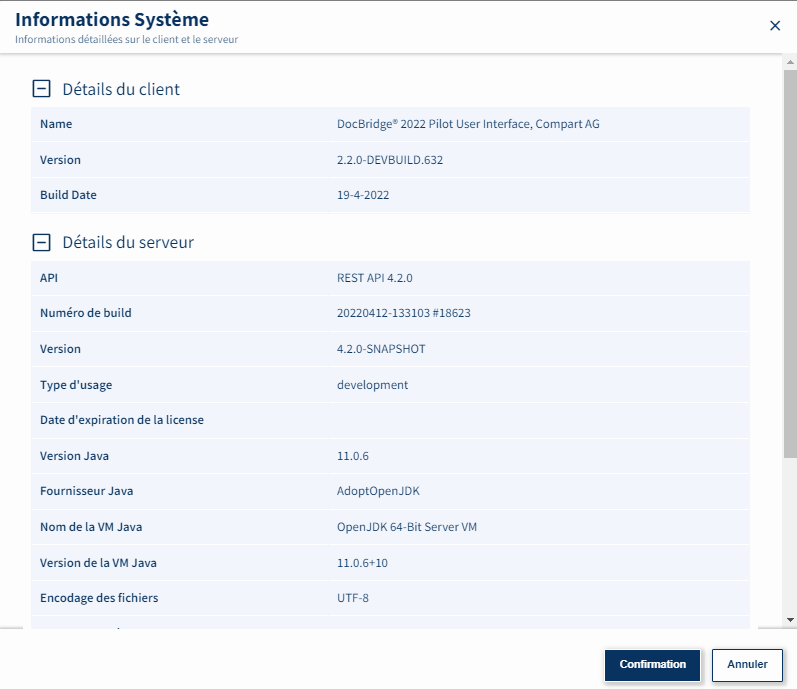 Informations Système
Informations détaillées sur le client et le serveur
Détails du client
Name DocBridge® 2022 Pilot User Interface, Compart AG
Version 2.2.0-DEVBUILD.632
Build Date 19-4-2022
Détails du serveur
API REST API 4.2.0
Numéro de build 20220412-133103 #18623
Version 4.2.0-SNAPSHOT
Type d'usage development
Date d'expiration de la license
Version Java 11.0.6
Fournisseur Java AdoptOpenJDK
Nom de la VM Java OpenJDK 64-Bit Server VM
Version de la VM Java 11.0.6+10
Encodage des fichiers UTF-8
Confirmation Annuler